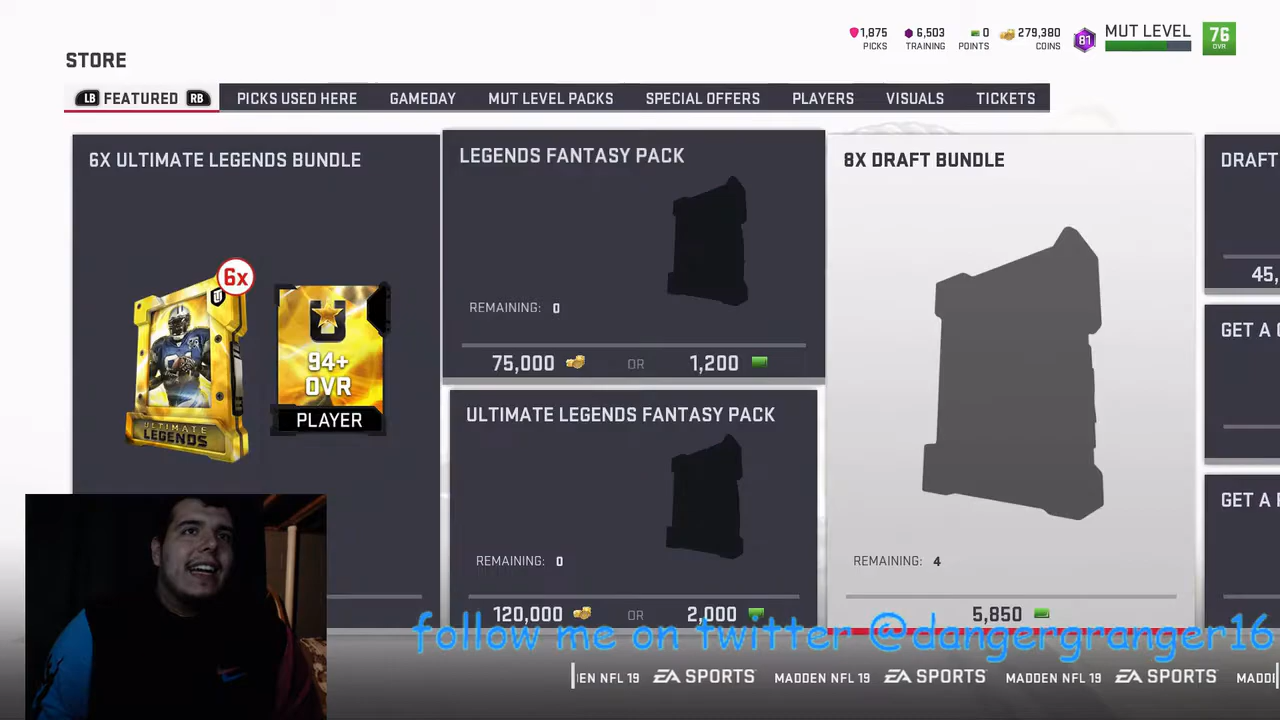 1,875
PICKS
6,503
TRAINING
0
POINTS
279,380
COINS
81
MUT LEVEL
76
OVR
STORE
LB FEATURED RB
PICKS USED HERE
GAMEDAY
MUT LEVEL PACKS
SPECIAL OFFERS
PLAYERS
VISUALS
TICKETS
6X ULTIMATE LEGENDS BUNDLE
6x
ULTIMATE
LEGENDS
94+
OVR
PLAYER
LEGENDS FANTASY PACK
REMAINING: 0
75,000 OR 1,200
ULTIMATE LEGENDS FANTASY PACK
REMAINING: 0
120,000 OR 2,000
8X DRAFT BUNDLE
REMAINING: 4
5,850
DRAFT
45,
GET A
GET A
follow me on twitter @dangergranger16
EN NFL 19 EA SPORTS MADDEN NFL 19 EA SPORTS MADDEN NFL 19 EA SPORTS MADDI